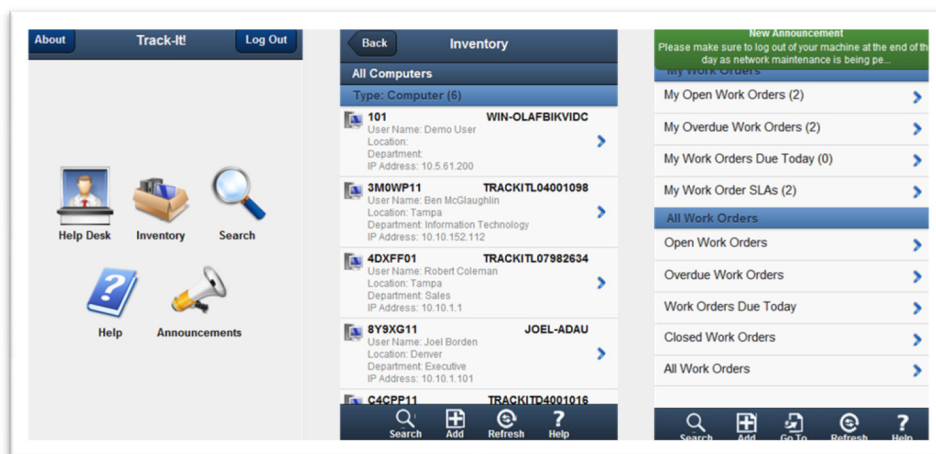 About Track-It! Log Out
Help Desk Inventory Search
Help Announcements
Back Inventory
All Computers
Type: Computer (6)
101 WIN-OLAFBIKVIDC
User Name: Demo User
Location:
Department:
IP Address: 10.5.61.200
3M0WP11 TRACKITL04001098
User Name: Ben McGlaughlin
Location: Tampa
Department: Information Technology
IP Address: 10.10.152.112
4DXFF01 TRACKITL07982634
User Name: Robert Coleman
Location: Tampa
Department: Sales
IP Address: 10.10.1.1
8Y9XG11 JOEL-ADAU
User Name: Joel Borden
Location: Denver
Department: Executive
IP Address: 10.10.1.101
C4CPP11 TRACKITD4001016
Search Add Refresh Help
New Announcement
Please make sure to log out of your machine at the end of th
day as network maintenance is being pe...
My Work Orders
My Open Work Orders (2)
My Overdue Work Orders (2)
My Work Orders Due Today (0)
My Work Order SLAs (2)
All Work Orders
Open Work Orders
Overdue Work Orders
Work Orders Due Today
Closed Work Orders
All Work Orders
Search Add Go To Refresh Help